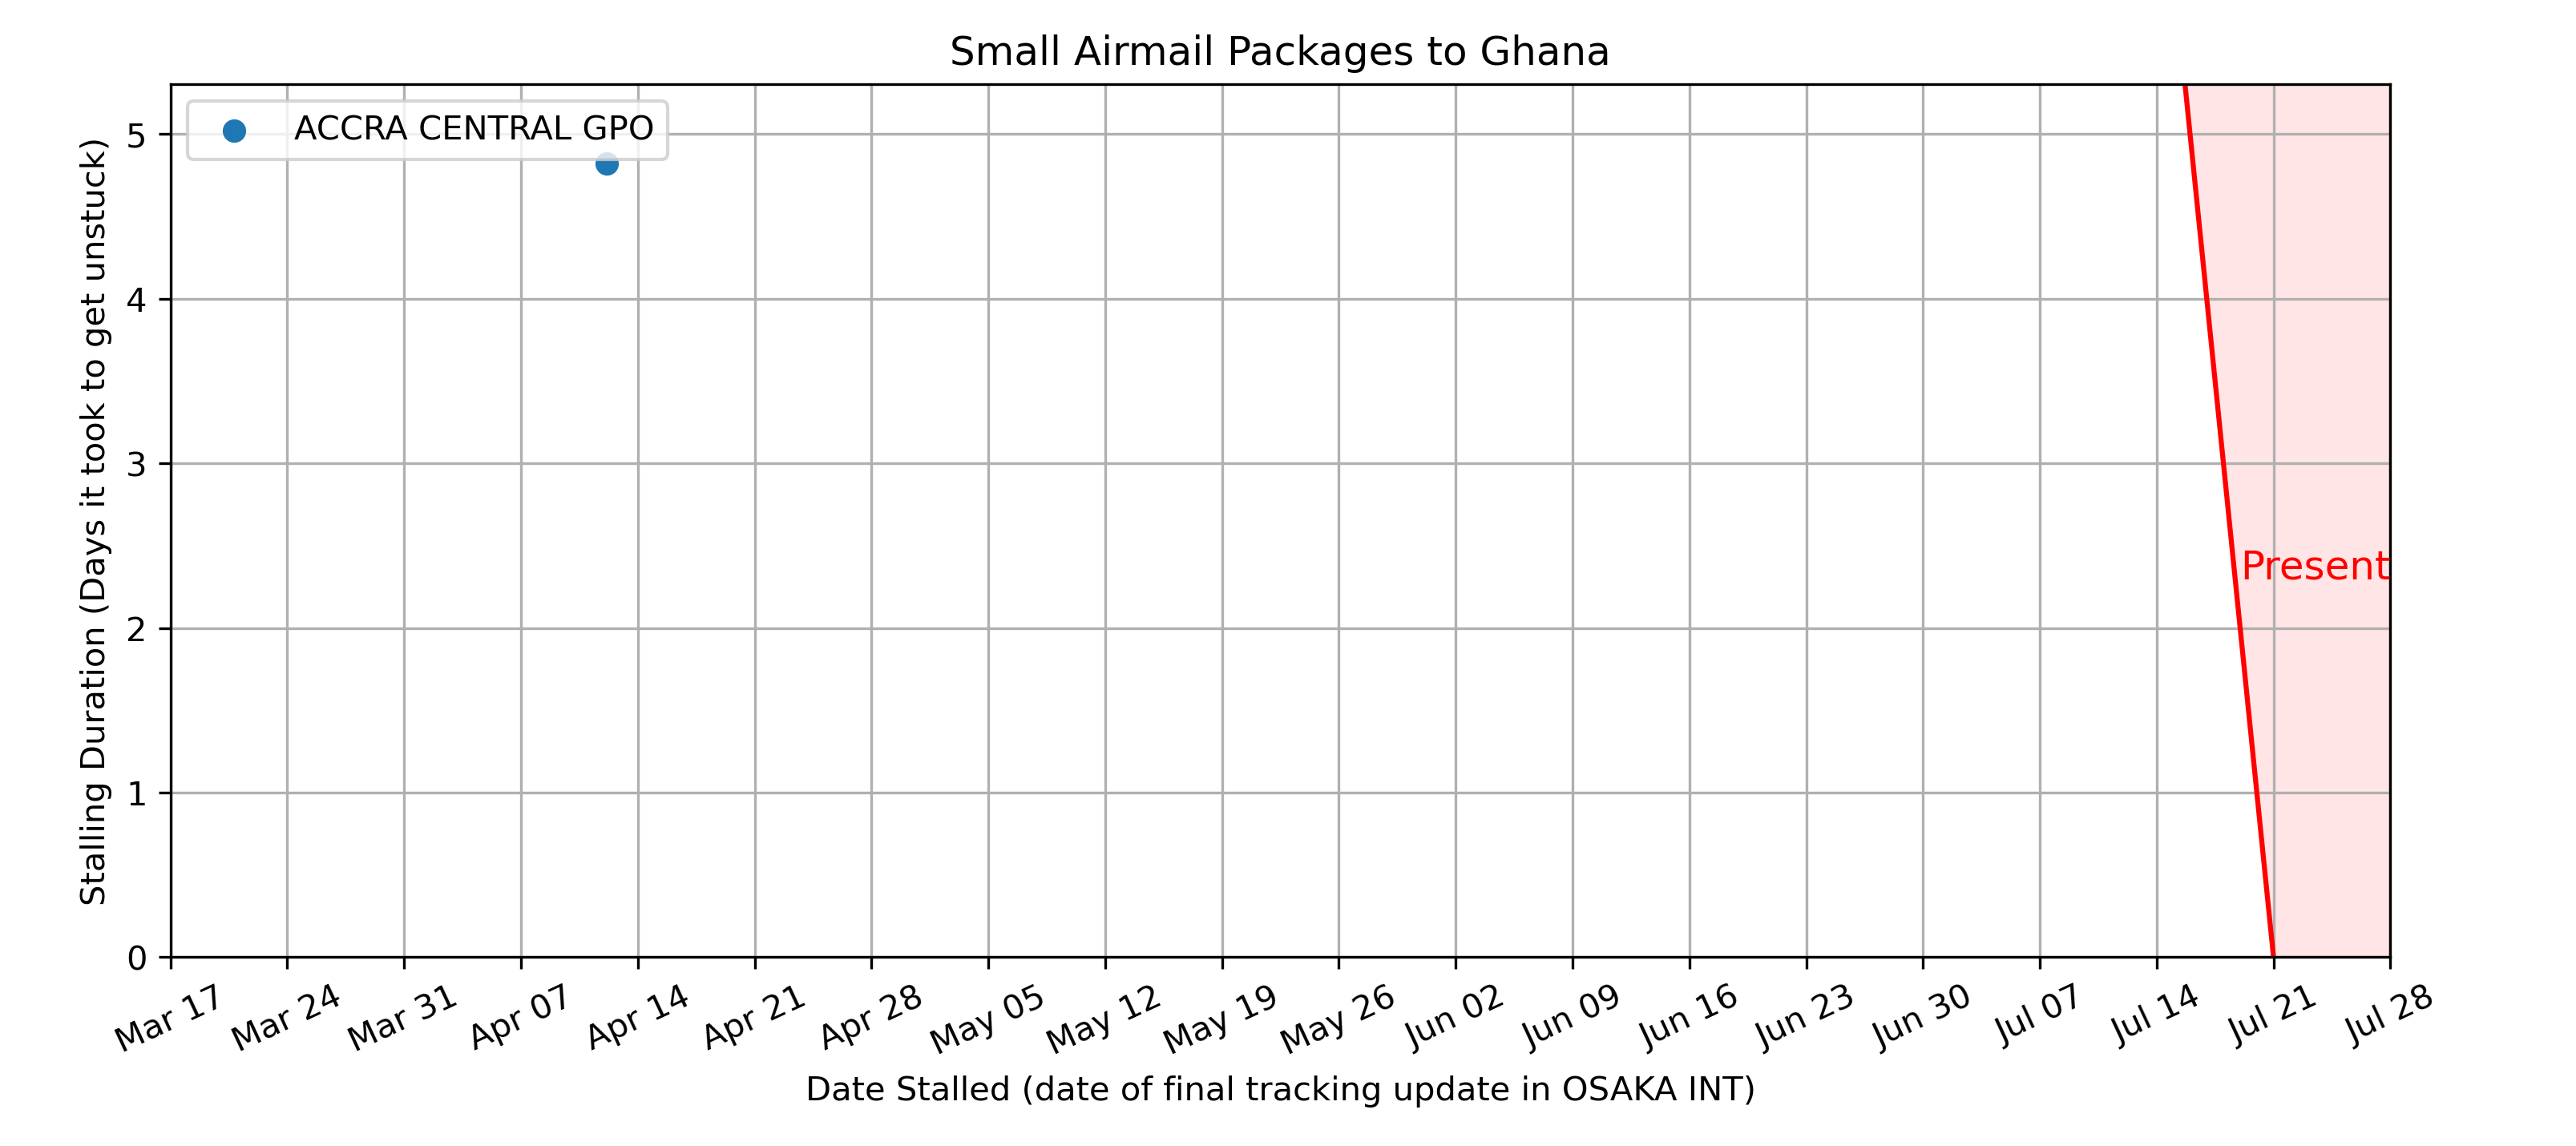 Small Airmail Packages to Ghana
ACCRA CENTRAL GPO
Stalling Duration (Days it took to get unstuck)
5
4
3
2
1
0
Present
Mar 17
Mar 24
Mar 31
Apr 07
Apr 14
Apr 21
Apr 28
May 05
May 12
May 19
May 26
Jun 02
Jun 09
Jun 16
Jun 23
Jun 30
Jul 07
Jul 14
Jul 21
Jul 28
Date Stalled (date of final tracking update in OSAKA INT)